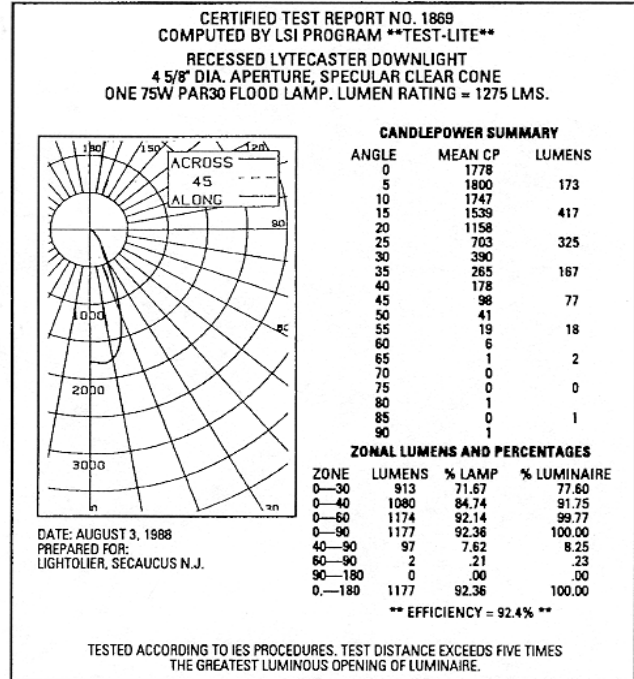 CERTIFIED TEST REPORT NO. 1869
COMPUTED BY LSI PROGRAM **TEST-LITE**
RECESSED LYTECASTER DOWNLIGHT
4 5/8" DIA. APERTURE, SPECULAR CLEAR CONE
ONE 75W PAR30 FLOOD LAMP. LUMEN RATING = 1275 LMS.
180 150 120
ACROSS
45
ALONG
90
1000
60
2000
3000
0 30
DATE: AUGUST 3, 1988
PREPARED FOR:
LIGHTOLIER, SECAUCUS N.J.
CANDLEPOWER SUMMARY
ANGLE MEAN CP LUMENS
0 1778
5 1800 173
10 1747
15 1539 417
20 1158
25 703 325
30 390
35 265 167
40 178
45 98 77
50 41
55 19 18
60 6
65 1 2
70 0
75 0 0
80 1
85 0 1
90 1
ZONAL LUMENS AND PERCENTAGES
ZONE LUMENS % LAMP % LUMINAIRE
0—30 913 71.67 77.60
0—40 1080 84.74 91.75
0—60 1174 92.14 99.77
0—90 1177 92.36 100.00
40—90 97 7.62 8.25
60—90 2 .21 .23
90—180 0 .00 .00
0.—180 1177 92.36 100.00
** EFFICIENCY = 92.4% **
TESTED ACCORDING TO IES PROCEDURES. TEST DISTANCE EXCEEDS FIVE TIMES
THE GREATEST LUMINOUS OPENING OF LUMINAIRE.